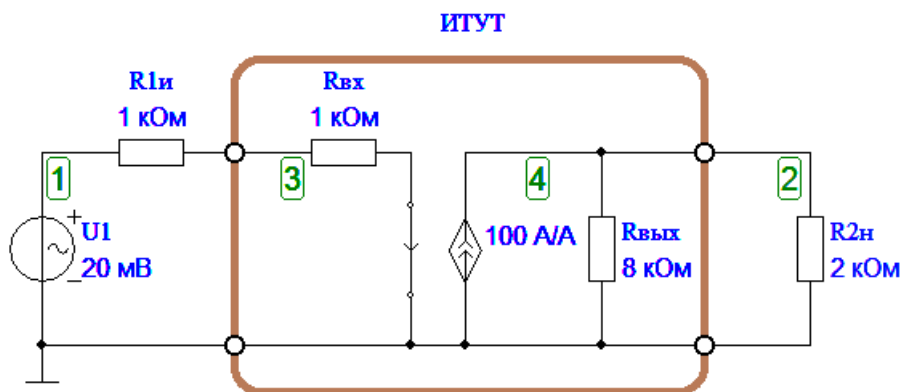 ИТУТ
R1и
1 кОм
Rвх
1 кОм
1
3
4
2
+
U1
20 мВ
−
100 A/A
Rвых
8 кОм
R2н
2 кОм